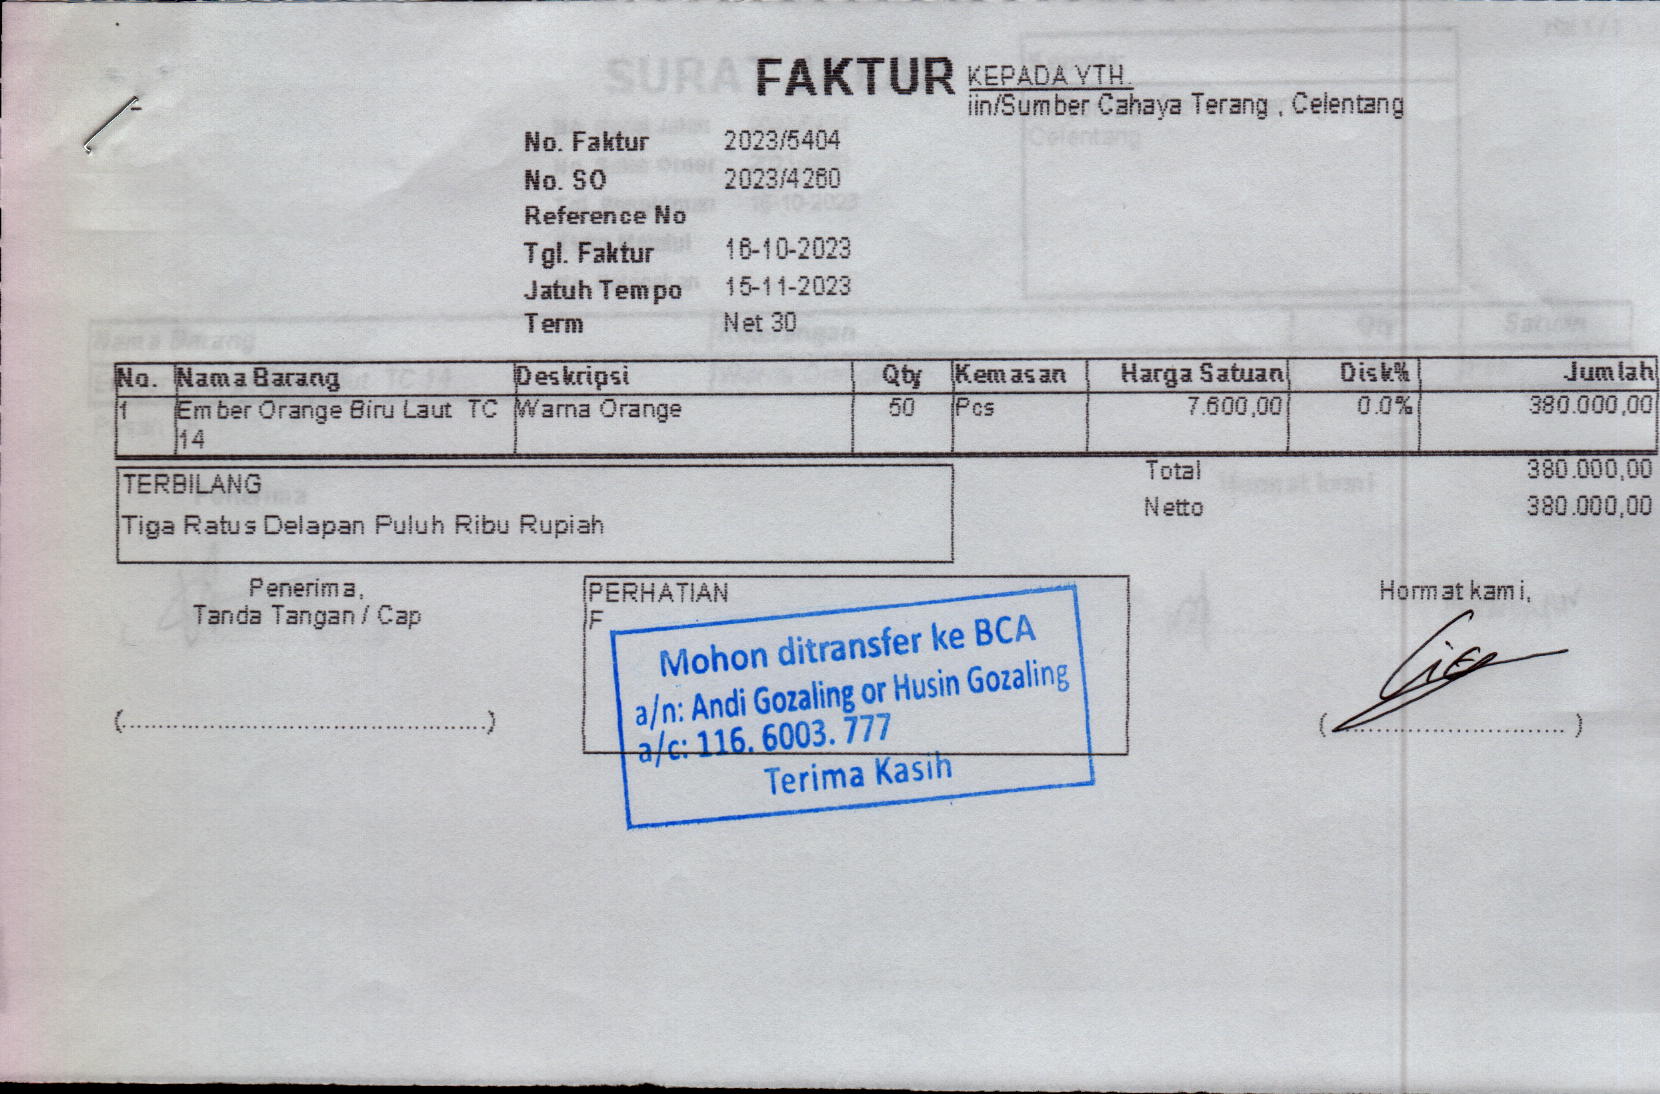 FAKTUR
KEPADA YTH.
iin/Sumber Cahaya Terang , Celentang
No. Faktur 2023/5404
No. SO 2023/4260
Reference No
Tgl. Faktur 16-10-2023
Jatuh Tempo 15-11-2023
Term Net 30
No. Nama Barang Deskripsi Qty Kemasan Harga Satuan Disk% Jumlah
1 Ember Orange Biru Laut TC Warna Orange 50 Pcs 7.600,00 0.0% 380.000,00
14
Total 380.000,00
TERBILANG
Netto 380.000,00
Tiga Ratus Delapan Puluh Ribu Rupiah
Penerima,
Tanda Tangan / Cap
(............................................)
PERHATIAN
F
Mohon ditransfer ke BCA
a/n: Andi Gozaling or Husin Gozaling
a/c: 116. 6003. 777
Terima Kasih
Hormat kami,
(............................)